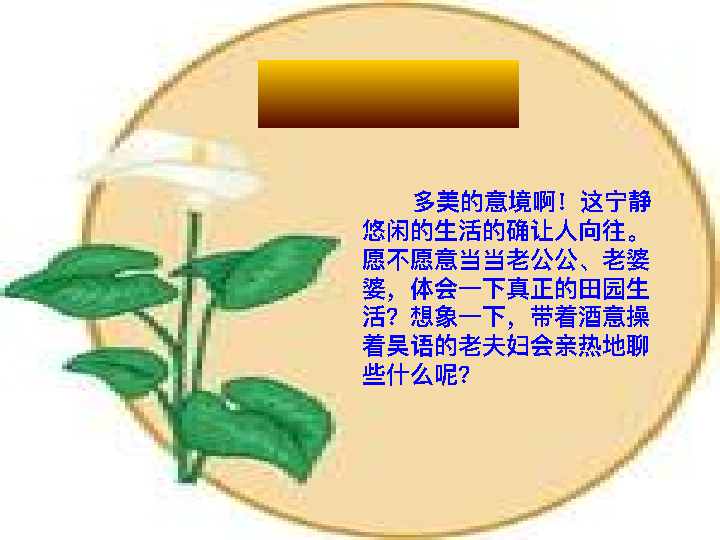 多美的意境啊！这宁静
悠闲的生活的确让人向往。
愿不愿意当当老公公、老婆
婆，体会一下真正的田园生
活？想象一下，带着酒意操
着吴语的老夫妇会亲热地聊
些什么呢？